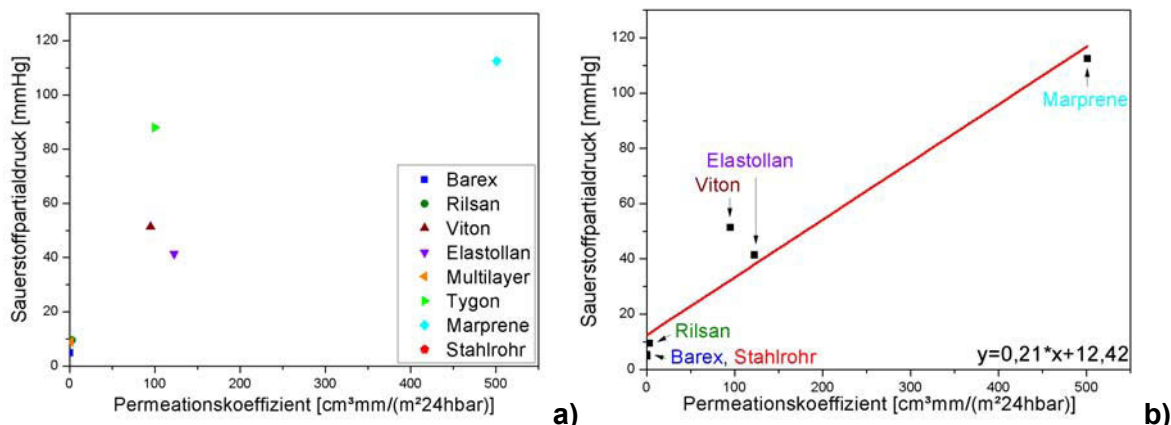 120
100
80
60
40
20
0
Sauerstoffpartialdruck [mmHg]
Barex
Rilsan
Viton
Elastollan
Multilayer
Tygon
Marprene
Stahlrohr
0 100 200 300 400 500
Permeationskoeffizient [cm³mm/(m²24hbar)]
a)
120
100
80
60
40
20
0
Sauerstoffpartialdruck [mmHg]
Marprene
Elastollan
Viton
Rilsan
Barex, Stahlrohr
y=0,21*x+12,42
0 100 200 300 400 500
Permeationskoeffizient [cm³mm/(m²24hbar)]
b)